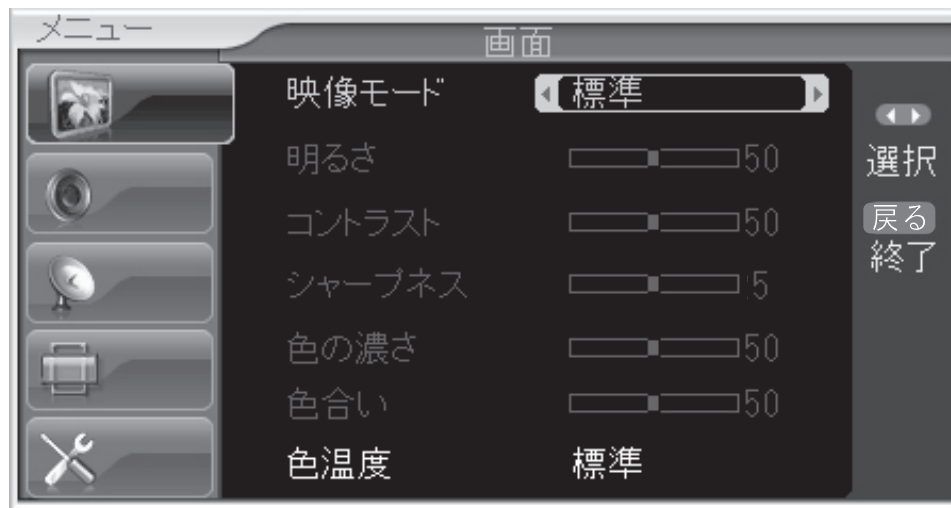 メニュー
画面
映像モード 標準
明るさ 50
コントラスト 50
シャープネス 5
色の濃さ 50
色合い 50
色温度 標準
選択
戻る
終了